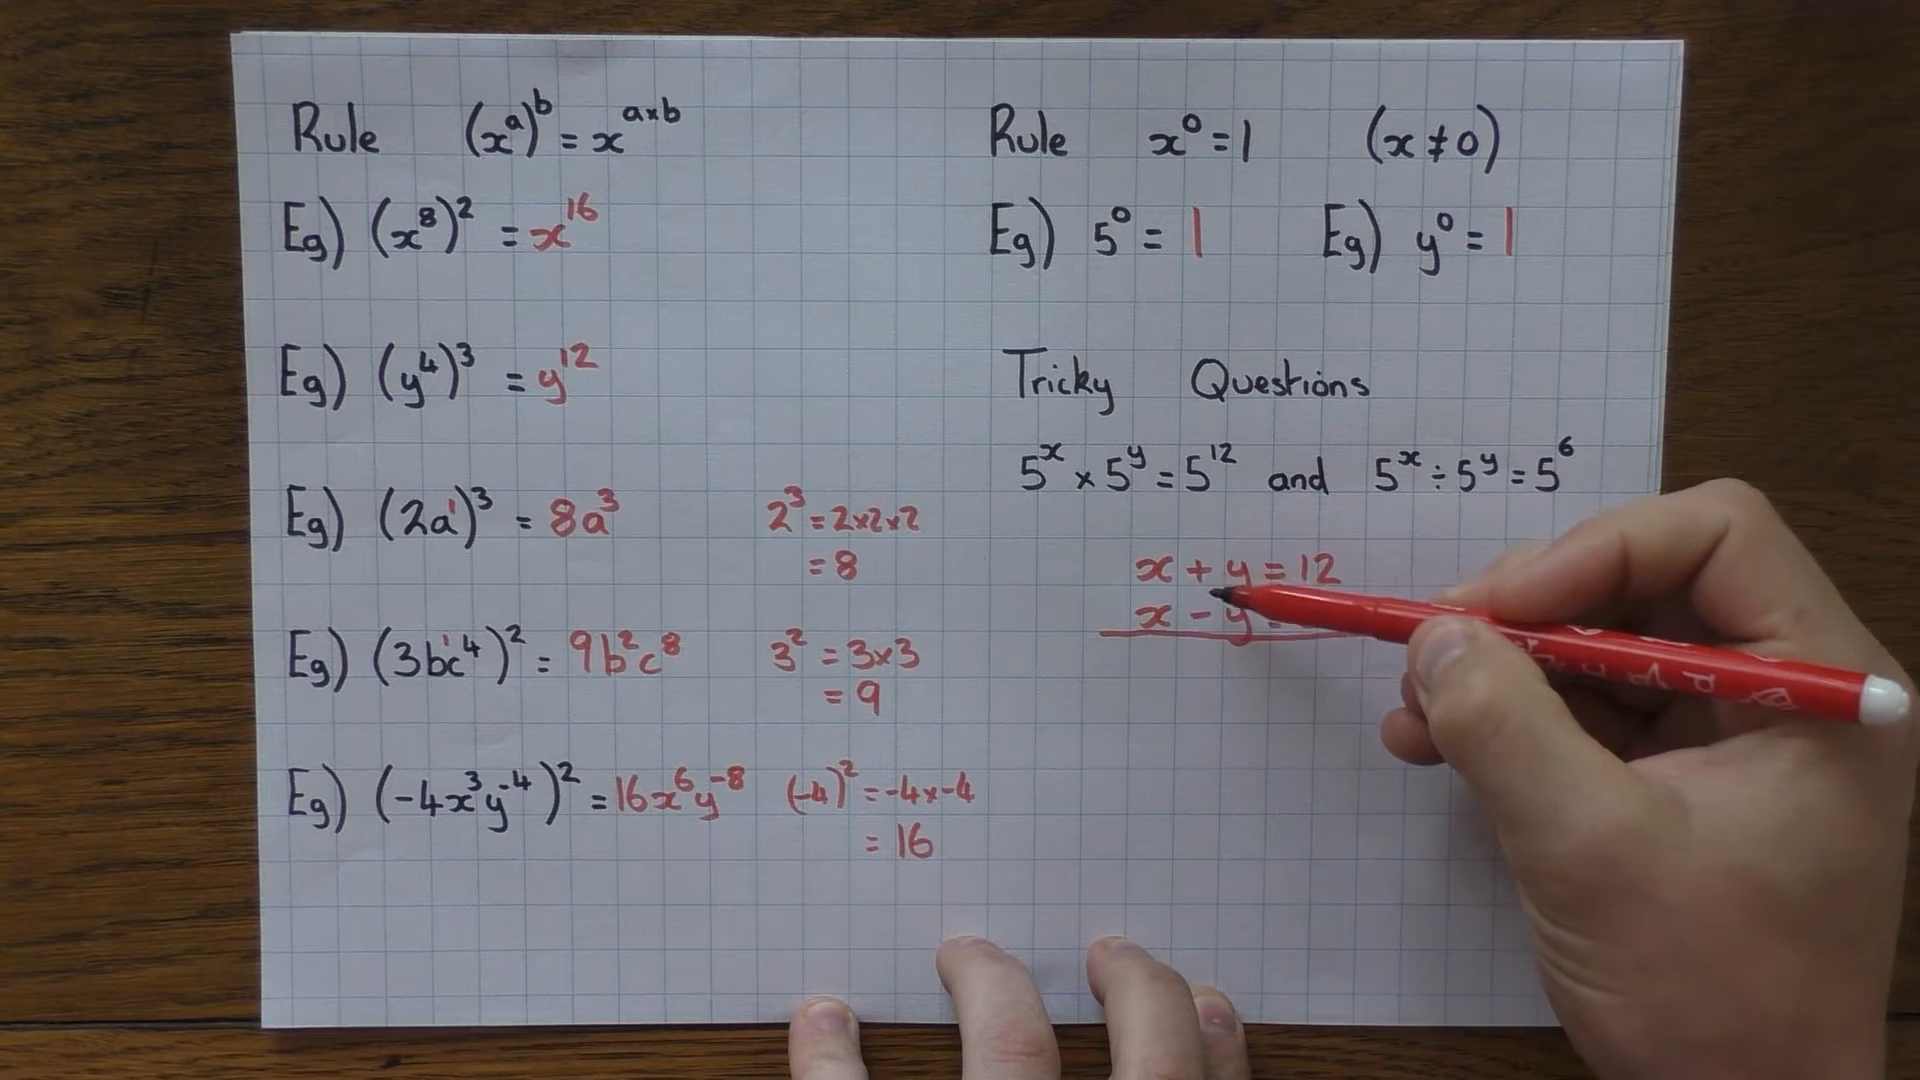 Rule (x^a)^b = x^(a×b)
Eg) (x^8)^2 = x^16
Eg) (y^4)^3 = y^12
Eg) (2a^1)^3 = 8a^3 2^3 = 2×2×2
= 8
Eg) (3b^1c^4)^2 = 9b^2c^8 3^2 = 3×3
= 9
Eg) (-4x^3y^-4)^2 = 16x^6y^-8 (-4)^2 = -4×-4
= 16
Rule x^0 = 1 (x ≠ 0)
Eg) 5^0 = 1 Eg) y^0 = 1
Tricky Questions
5^x × 5^y = 5^12 and 5^x ÷ 5^y = 5^6
x + y = 12
x - y =